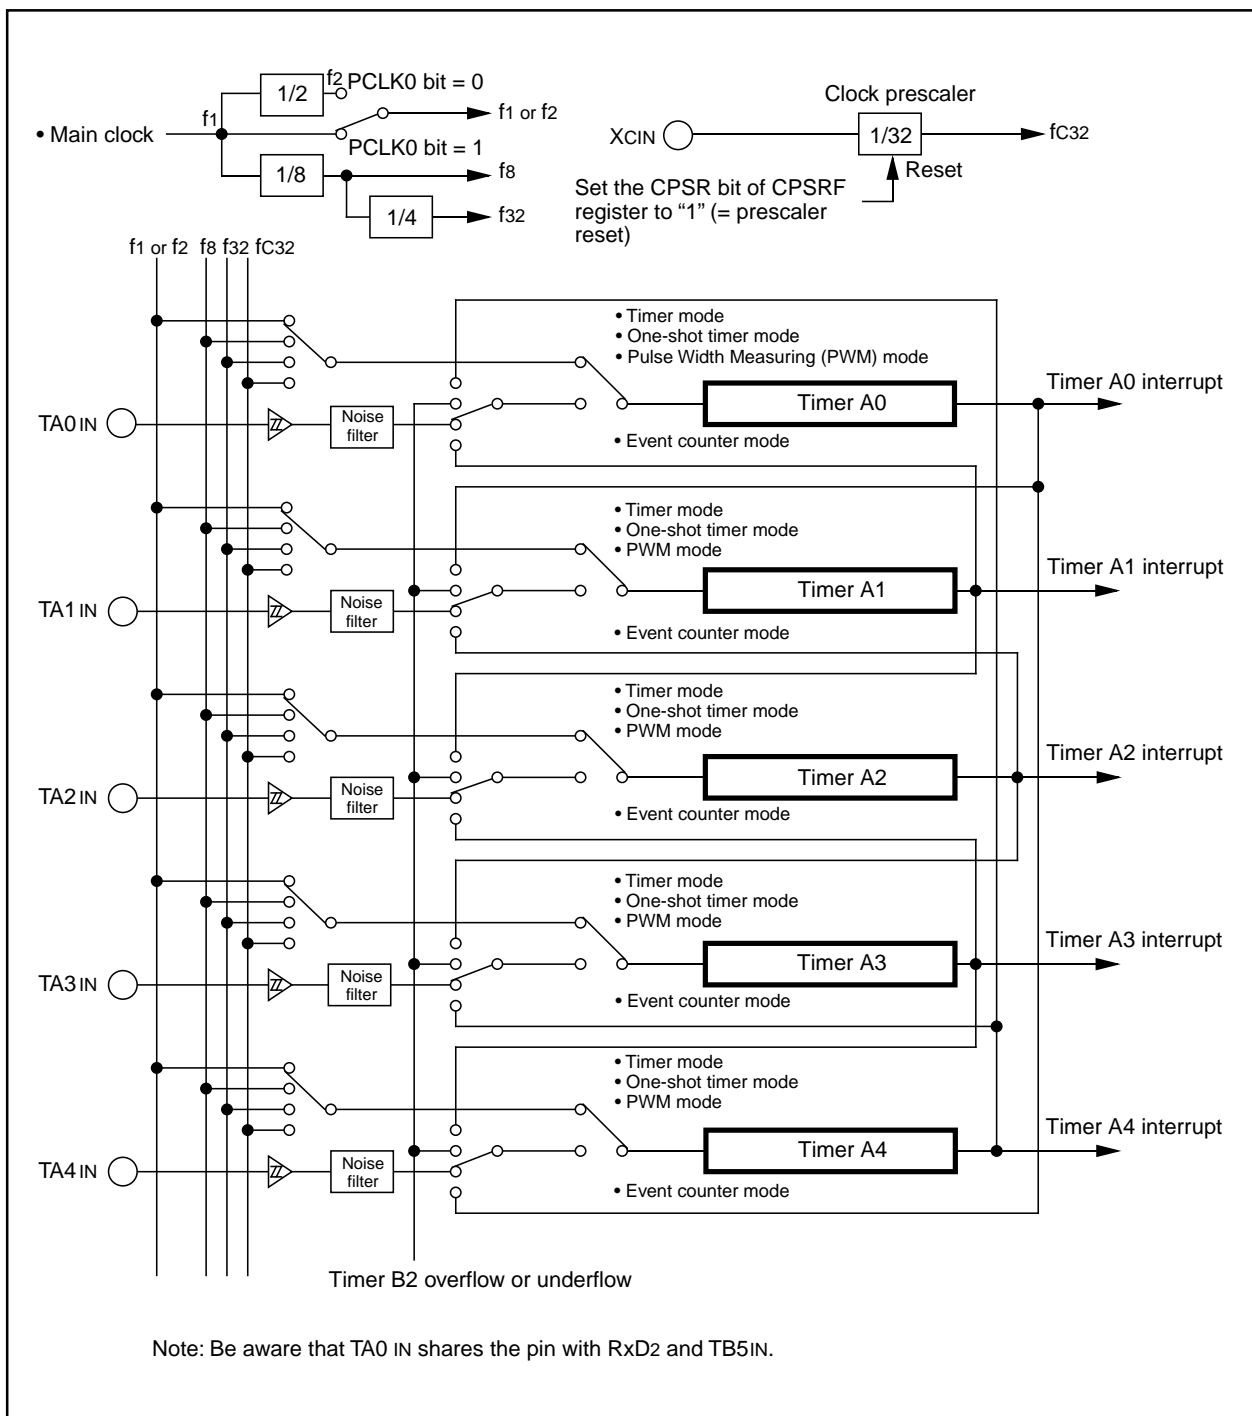 f2 PCLK0 bit = 0
1/2
Clock prescaler
f1
f1 or f2
• Main clock
XCIN
1/32
fC32
PCLK0 bit = 1
1/8
f8
Reset
Set the CPSR bit of CPSRF
register to “1” (= prescaler
reset)
1/4
f32
f1 or f2 f8 f32 fC32
• Timer mode
• One-shot timer mode
• Pulse Width Measuring (PWM) mode
Timer A0 interrupt
Timer A0
TA0 IN
Noise
filter
• Event counter mode
• Timer mode
• One-shot timer mode
• PWM mode
Timer A1 interrupt
Timer A1
TA1 IN
Noise
filter
• Event counter mode
• Timer mode
• One-shot timer mode
• PWM mode
Timer A2 interrupt
Timer A2
TA2 IN
Noise
filter
• Event counter mode
• Timer mode
• One-shot timer mode
• PWM mode
Timer A3 interrupt
Timer A3
TA3 IN
Noise
filter
• Event counter mode
• Timer mode
• One-shot timer mode
• PWM mode
Timer A4 interrupt
Timer A4
TA4 IN
Noise
filter
• Event counter mode
Timer B2 overflow or underflow
Note: Be aware that TA0 IN shares the pin with RxD2 and TB5IN.